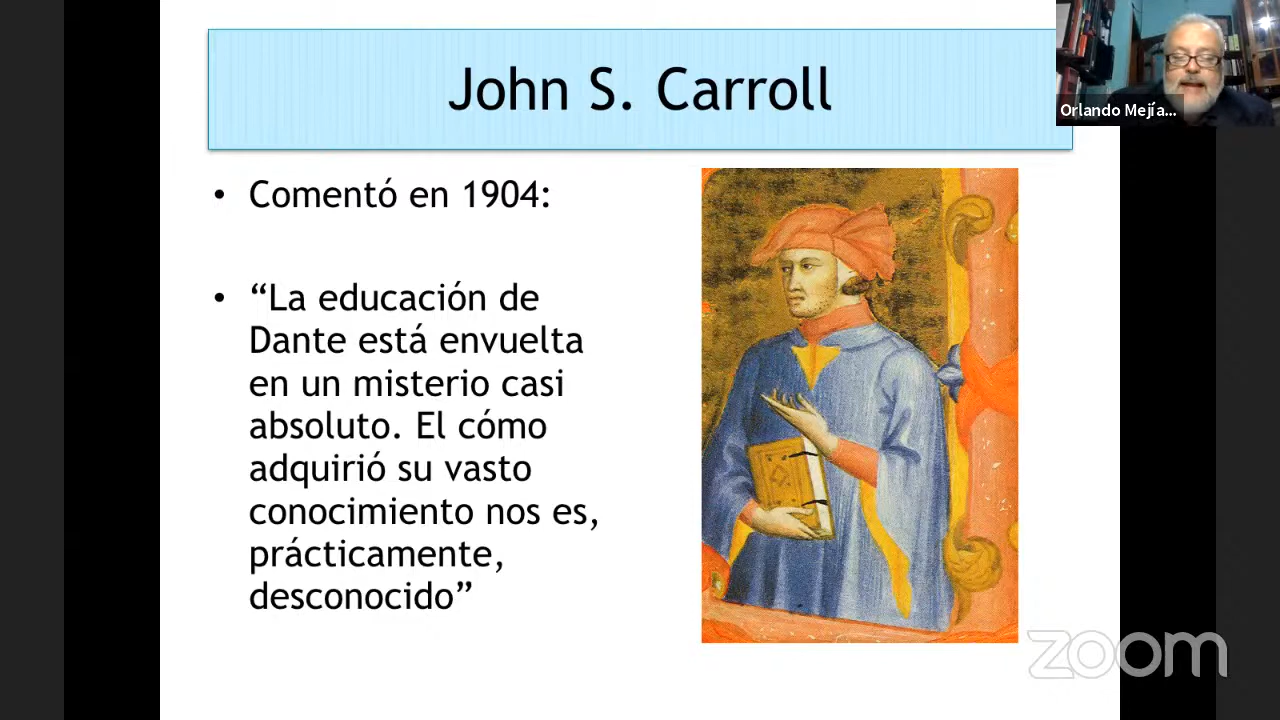 John S. Carroll
Orlando Mejía...
• Comentó en 1904:
• “La educación de
Dante está envuelta
en un misterio casi
absoluto. El cómo
adquirió su vasto
conocimiento nos es,
prácticamente,
desconocido”
zoom